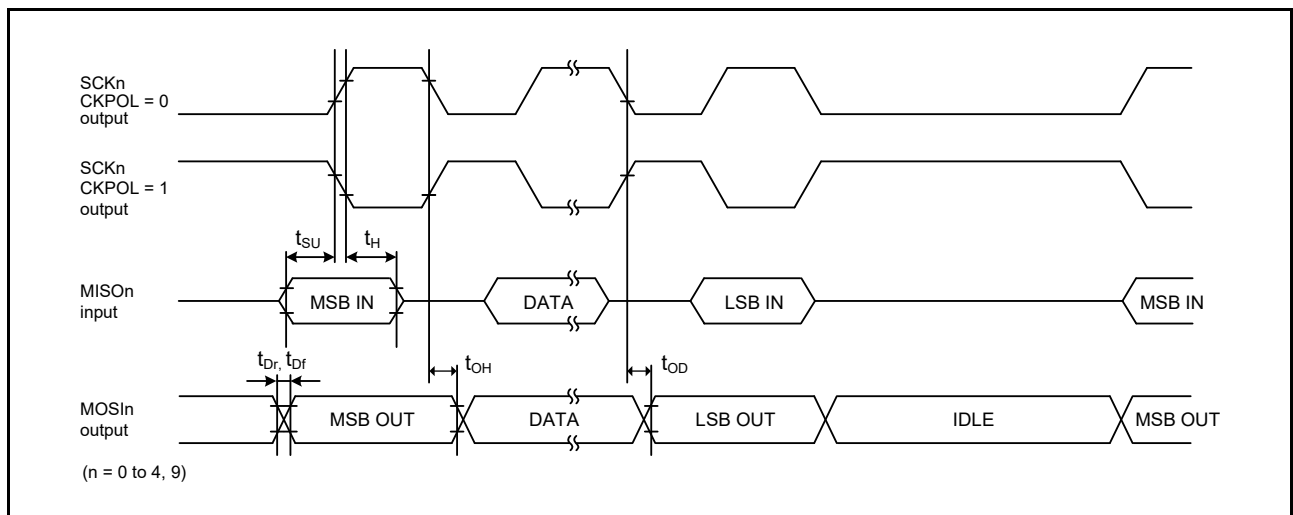 SCKn
CKPOL = 0
output
SCKn
CKPOL = 1
output
tSU
tH
MISOn
input
MSB IN
DATA
LSB IN
MSB IN
tDr, tDf
tOH
tOD
MOSIn
output
MSB OUT
DATA
LSB OUT
IDLE
MSB OUT
(n = 0 to 4, 9)